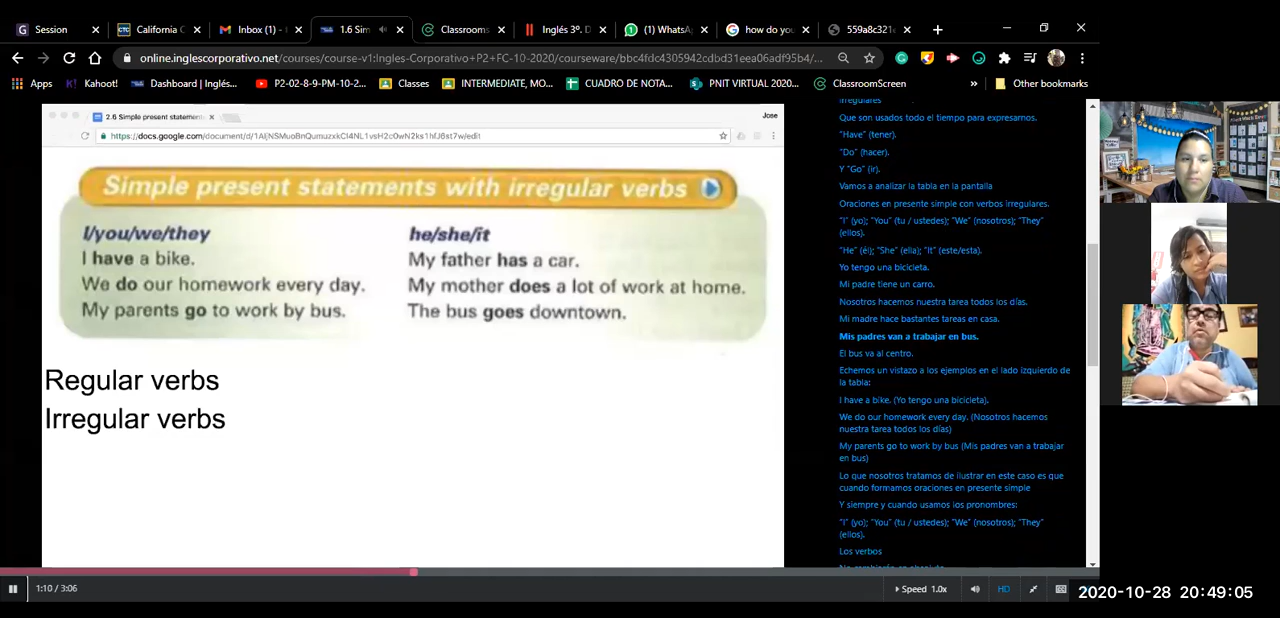 Session
California C
Inbox (1) -
1.6 Sim
Classrooms
Inglés 3º. D
(1) WhatsA
how do you
559a8c321e
online.inglescorporativo.net/courses/course-v1:Ingles-Corporativo+P2+FC-10-2020/courseware/bbc4fdc4305942cdbd31eea06adf95b4/...
Apps
Kahoot!
Dashboard | Inglés...
P2-02-8-9-PM-10-2...
Classes
INTERMEDIATE, MO...
CUADRO DE NOTA...
PNIT VIRTUAL 2020-...
ClassroomScreen
»
Other bookmarks
2.6 Simple present statement
Jose
Simple present statements with irregular verbs
I/you/we/they
I have a bike.
We do our homework every day.
My parents go to work by bus.
he/she/it
My father has a car.
My mother does a lot of work at home.
The bus goes downtown.
Regular verbs
Irregular verbs
irregulares
Que son usados todo el tiempo para expresarnos.
"Have" (tener).
"Do" (hacer).
Y "Go" (ir).
Vamos a analizar la tabla en la pantalla
Oraciones en presente simple con verbos irregulares.
"I" (yo); "You" (tu / ustedes); "We" (nosotros); "They"
(ellos).
"He" (él); "She" (ella); "It" (este/esta).
Yo tengo una bicicleta.
Mi padre tiene un carro.
Nosotros hacemos nuestra tarea todos los días.
Mi madre hace bastantes tareas en casa.
Mis padres van a trabajar en bus.
El bus va al centro.
Echemos un vistazo a los ejemplos en el lado izquierdo de
la tabla:
I have a bike. (Yo tengo una bicicleta).
We do our homework every day. (Nosotros hacemos
nuestra tarea todos los días)
My parents go to work by bus (Mis padres van a trabajar
en bus)
Lo que nosotros tratamos de ilustrar en este caso es que
cuando formamos oraciones en presente simple
Y siempre y cuando usamos los pronombres:
"I" (yo); "You" (tu / ustedes); "We" (nosotros); "They"
(ellos).
Los verbos
1:10 / 3:06
Speed 1.0x
HD
2020-10-28 20:49:05